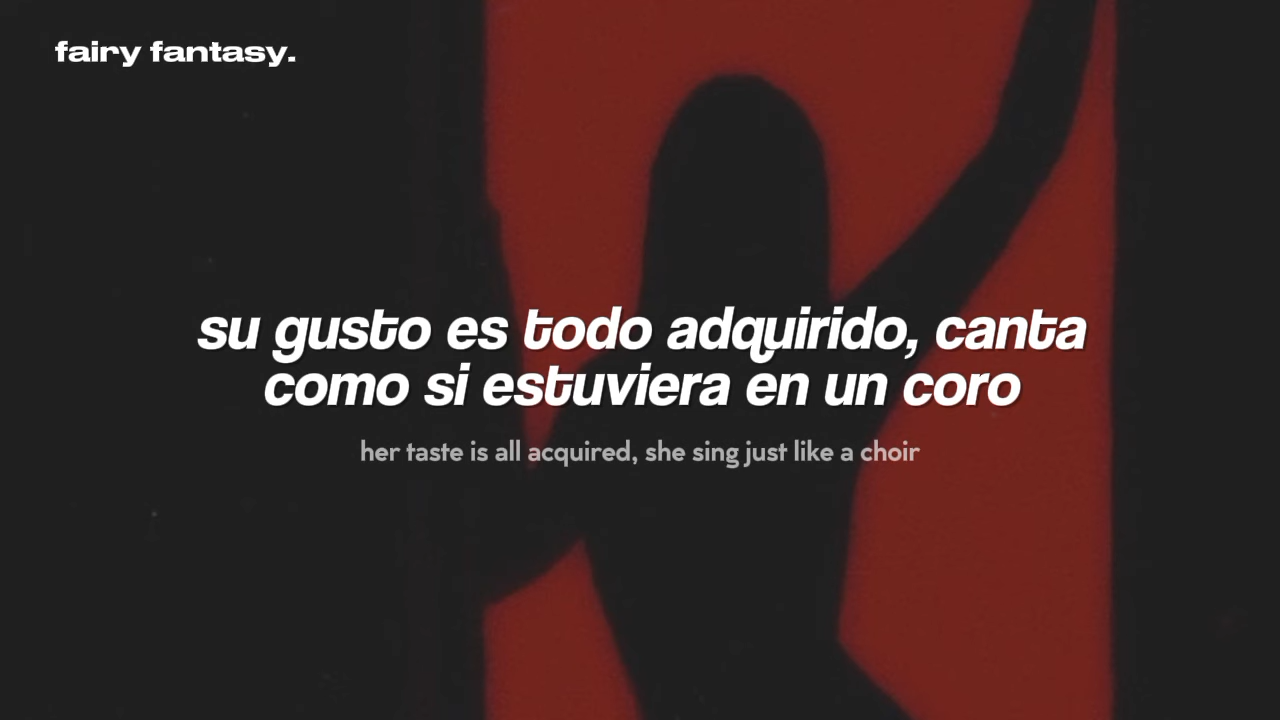 fairy fantasy.
su gusto es todo adquirido, canta
como si estuviera en un coro
her taste is all acquired, she sing just like a choir